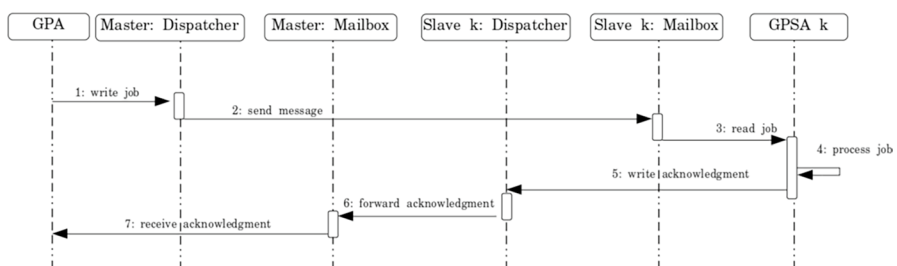 GPA
Master: Dispatcher
Master: Mailbox
Slave k: Dispatcher
Slave k: Mailbox
GPSA k
1: write job
2: send message
3: read job
4: process job
5: write acknowledgment
6: forward acknowledgment
7: receive acknowledgment